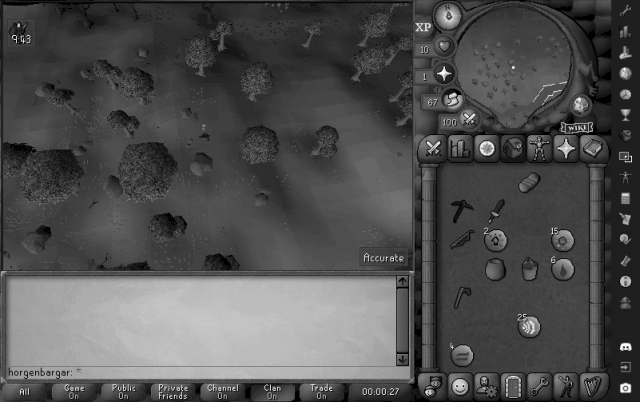 9:43
XP
10
1
67
100
WIKI
2
15
6
25
Accurate
horgenbargar: *
All
Game
On
Public
On
Private
Friends
Channel
On
Clan
On
Trade
On
00:00:27